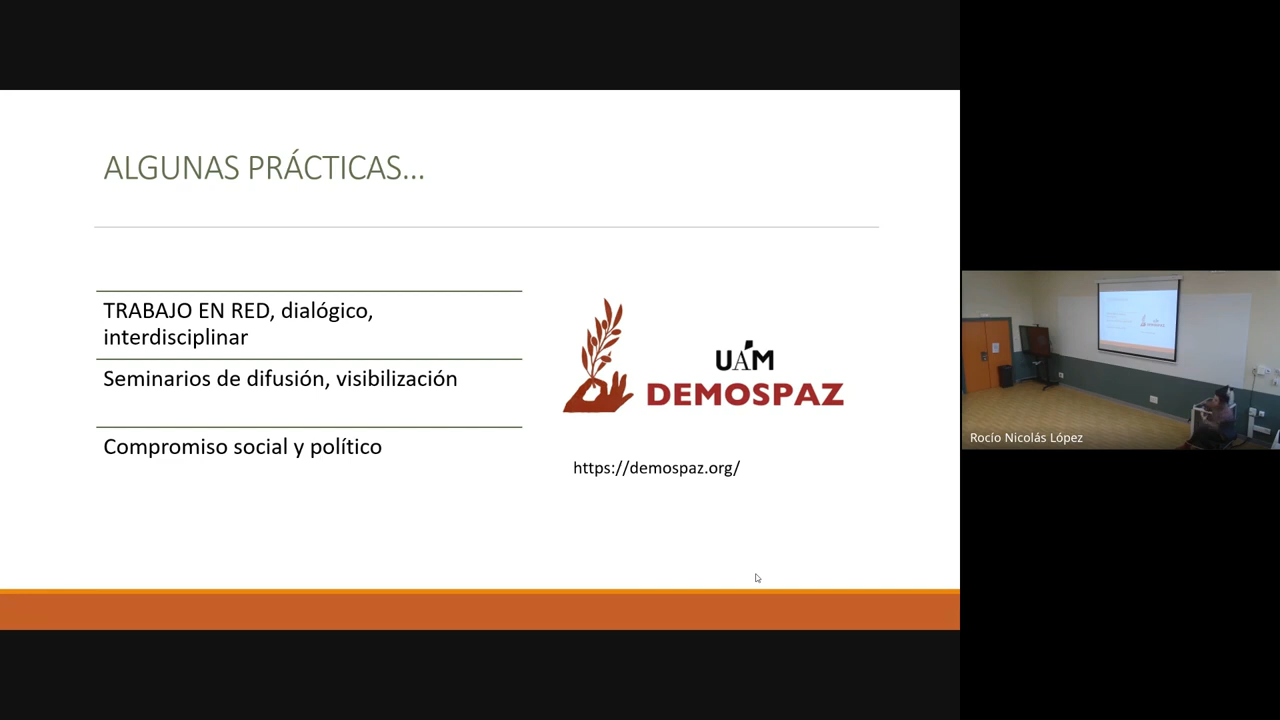 ALGUNAS PRÁCTICAS...
TRABAJO EN RED, dialógico,
interdisciplinar
Seminarios de difusión, visibilización
Compromiso social y político
UAM
DEMOSPAZ
https://demospaz.org/
Rocío Nicolás López